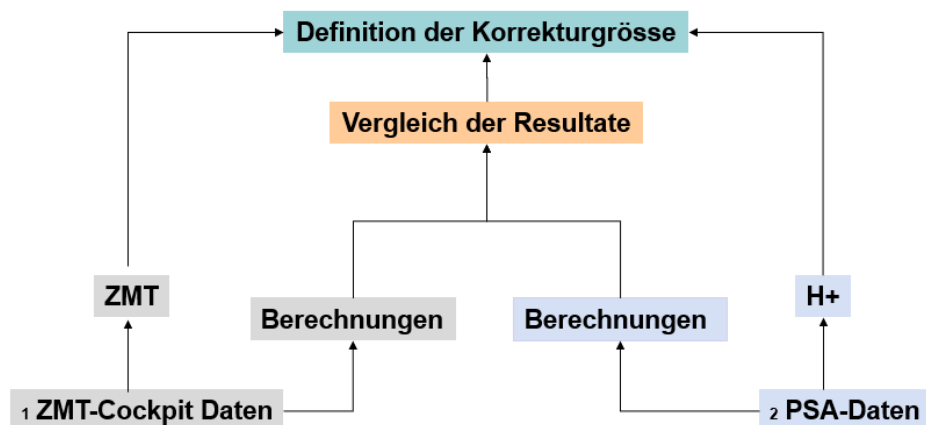 Definition der Korrekturgrösse
Vergleich der Resultate
ZMT
H+
Berechnungen
Berechnungen
1 ZMT-Cockpit Daten
2 PSA-Daten